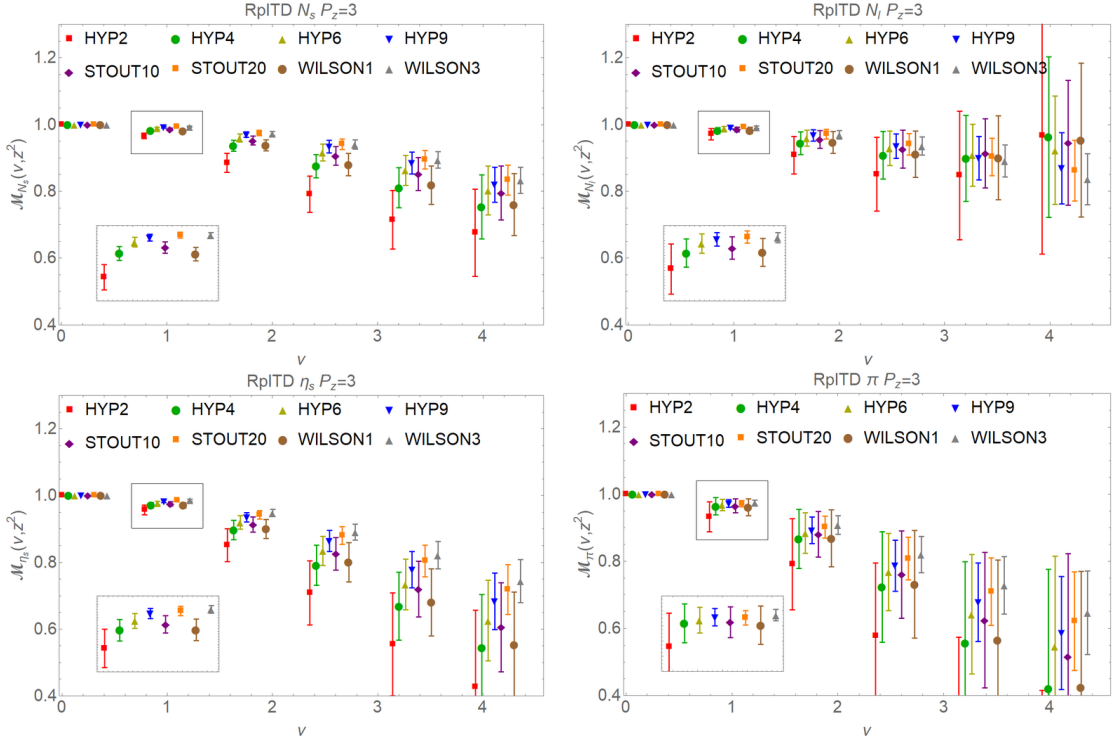 RpITD N_s P_z=3
HYP2 HYP4 HYP6 HYP9
STOUT10 STOUT20 WILSON1 WILSON3
1.2
1.0
0.8
0.6
0.4
0 1 2 3 4
ℳ_{N_s}(ν,z²)
ν
RpITD N_l P_z=3
HYP2 HYP4 HYP6 HYP9
STOUT10 STOUT20 WILSON1 WILSON3
1.2
1.0
0.8
0.6
0.4
0 1 2 3 4
ℳ_{N_l}(ν,z²)
ν
RpITD η_s P_z=3
HYP2 HYP4 HYP6 HYP9
STOUT10 STOUT20 WILSON1 WILSON3
1.2
1.0
0.8
0.6
0.4
0 1 2 3 4
ℳ_{η_s}(ν,z²)
ν
RpITD π P_z=3
HYP2 HYP4 HYP6 HYP9
STOUT10 STOUT20 WILSON1 WILSON3
1.2
1.0
0.8
0.6
0.4
0 1 2 3 4
ℳ_π(ν,z²)
ν